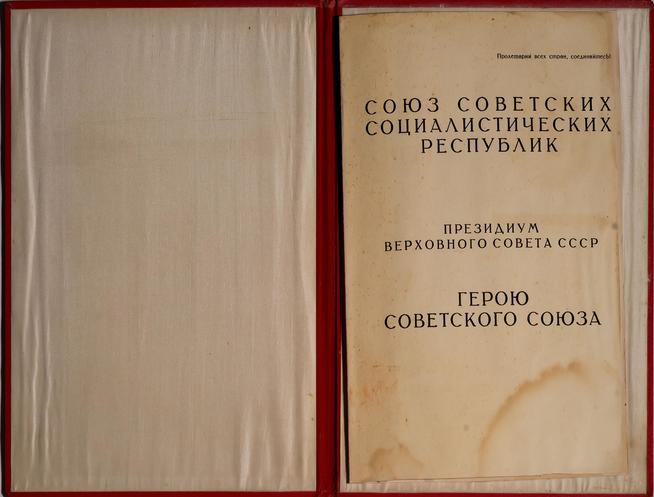 Пролетарии всех стран, соединяйтесь!
СОЮЗ СОВЕТСКИХ
СОЦИАЛИСТИЧЕСКИХ
РЕСПУБЛИК
ПРЕЗИДИУМ
ВЕРХОВНОГО СОВЕТА СССР
ГЕРОЮ
СОВЕТСКОГО СОЮЗА